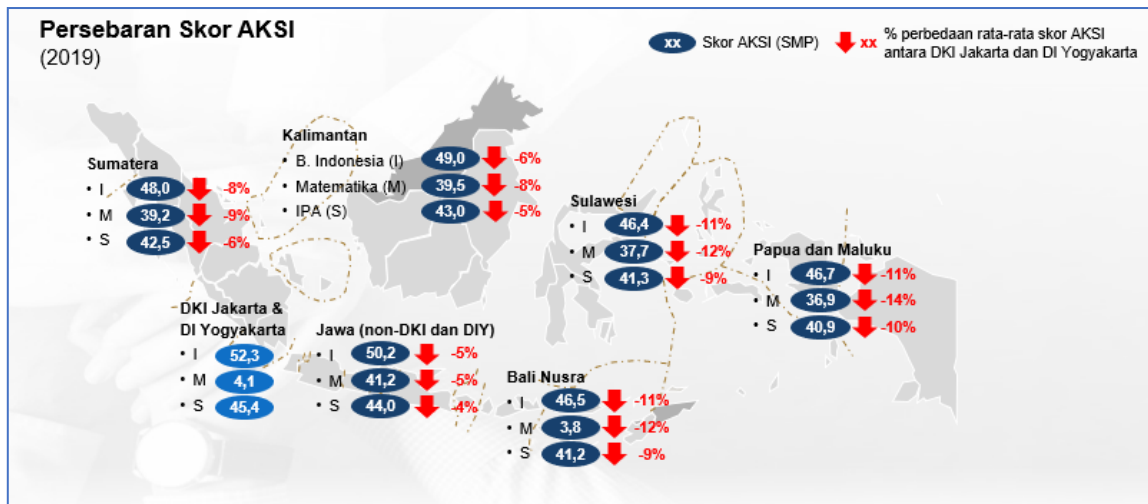 Persebaran Skor AKSI
(2019)
xx Skor AKSI (SMP)
xx % perbedaan rata-rata skor AKSI
antara DKI Jakarta dan DI Yogyakarta
Sumatera
• I 48,0 -8%
• M 39,2 -9%
• S 42,5 -6%
Kalimantan
• B. Indonesia (I) 49,0 -6%
• Matematika (M) 39,5 -8%
• IPA (S) 43,0 -5%
Sulawesi
• I 46,4 -11%
• M 37,7 -12%
• S 41,3 -9%
Papua dan Maluku
• I 46,7 -11%
• M 36,9 -14%
• S 40,9 -10%
DKI Jakarta &
DI Yogyakarta
• I 52,3
• M 4,1
• S 45,4
Jawa (non-DKI dan DIY)
• I 50,2 -5%
• M 41,2 -5%
• S 44,0 -4%
Bali Nusra
• I 46,5 -11%
• M 3,8 -12%
• S 41,2 -9%